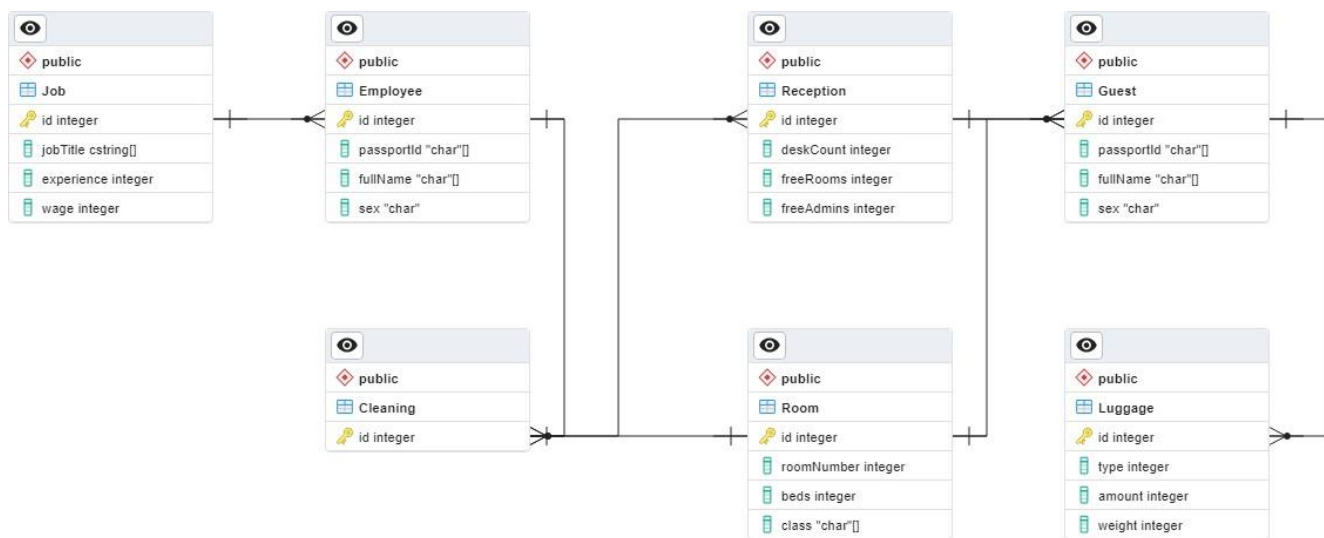 public
Job
id integer
jobTitle cstring[]
experience integer
wage integer
public
Employee
id integer
passportId "char"[]
fullName "char"[]
sex "char"
public
Reception
id integer
deskCount integer
freeRooms integer
freeAdmins integer
public
Guest
id integer
passportId "char"[]
fullName "char"[]
sex "char"
public
Cleaning
id integer
public
Room
id integer
roomNumber integer
beds integer
class "char"[]
public
Luggage
id integer
type integer
amount integer
weight integer